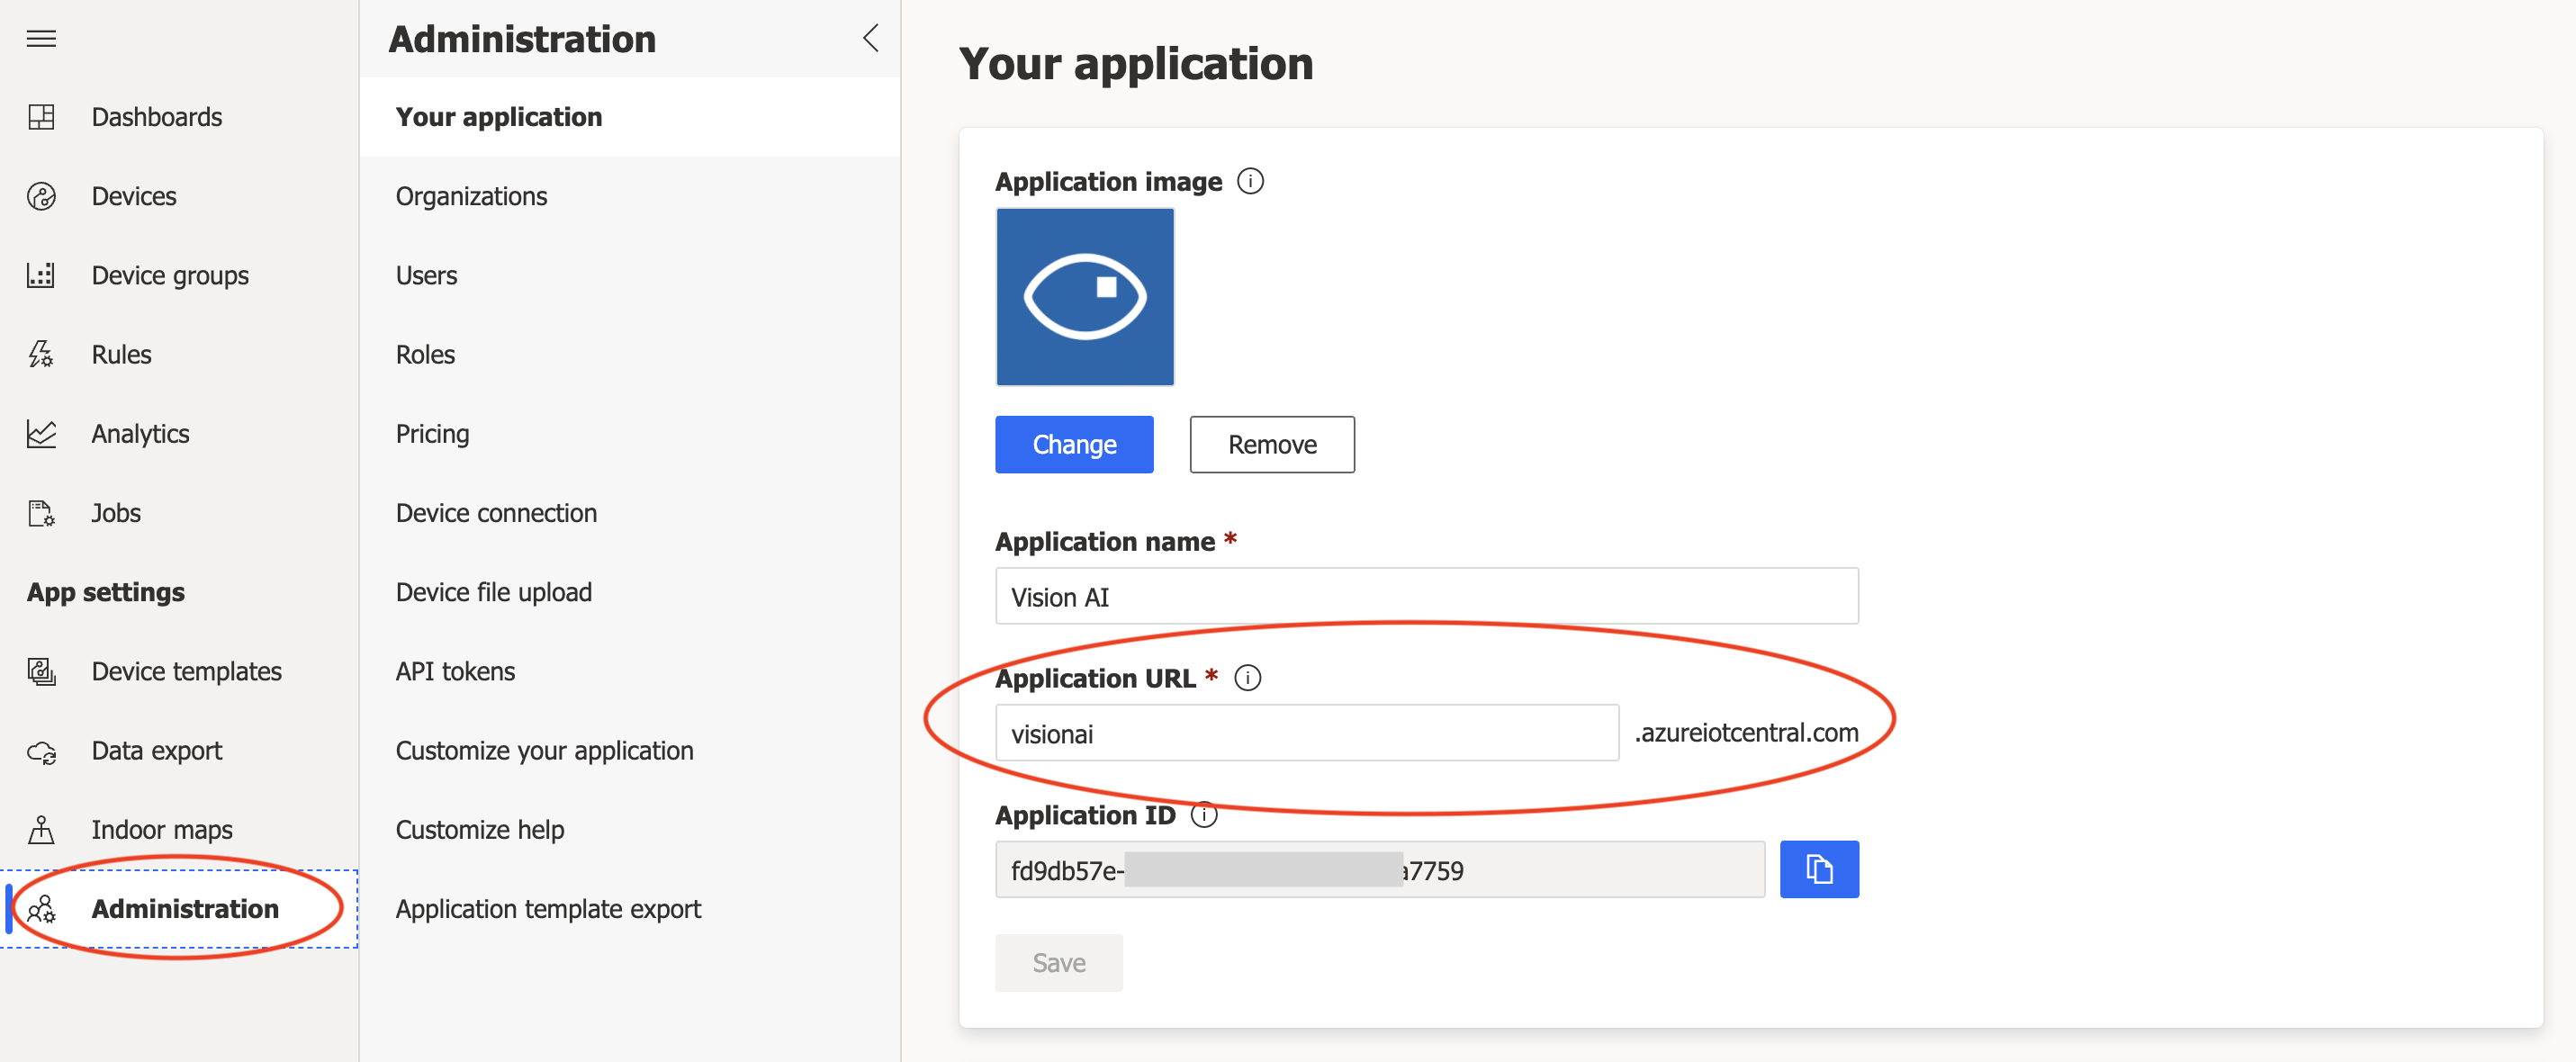 Dashboards
Devices
Device groups
Rules
Analytics
Jobs
App settings
Device templates
Data export
Indoor maps
Administration
Administration
Your application
Organizations
Users
Roles
Pricing
Device connection
Device file upload
API tokens
Customize your application
Customize help
Application template export
Your application
Application image
Change Remove
Application name *
Vision AI
Application URL *
visionai .azureiotcentral.com
Application ID
fd9db57e- a7759
Save